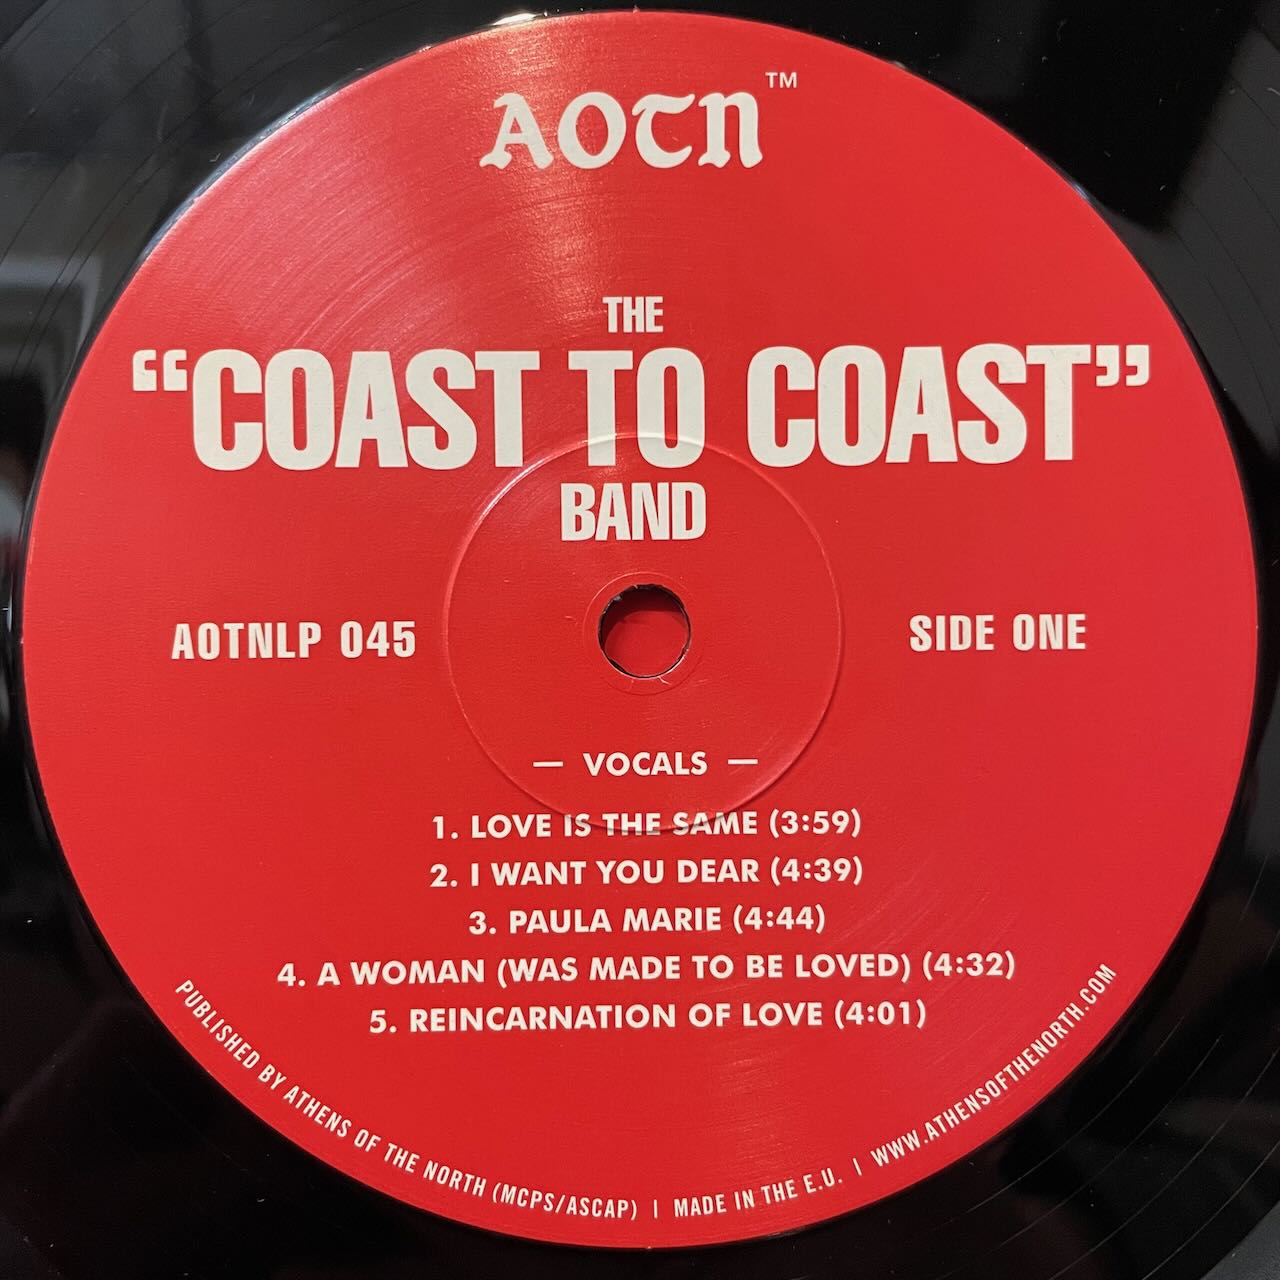 AOTN™
THE
“COAST TO COAST”
BAND
AOTNLP 045
SIDE ONE
— VOCALS —
1. LOVE IS THE SAME (3:59)
2. I WANT YOU DEAR (4:39)
3. PAULA MARIE (4:44)
4. A WOMAN (WAS MADE TO BE LOVED) (4:32)
5. REINCARNATION OF LOVE (4:01)
PUBLISHED BY ATHENS OF THE NORTH (MCPS/ASCAP) | MADE IN THE E.U. | WWW.ATHENSOFTHENORTH.COM